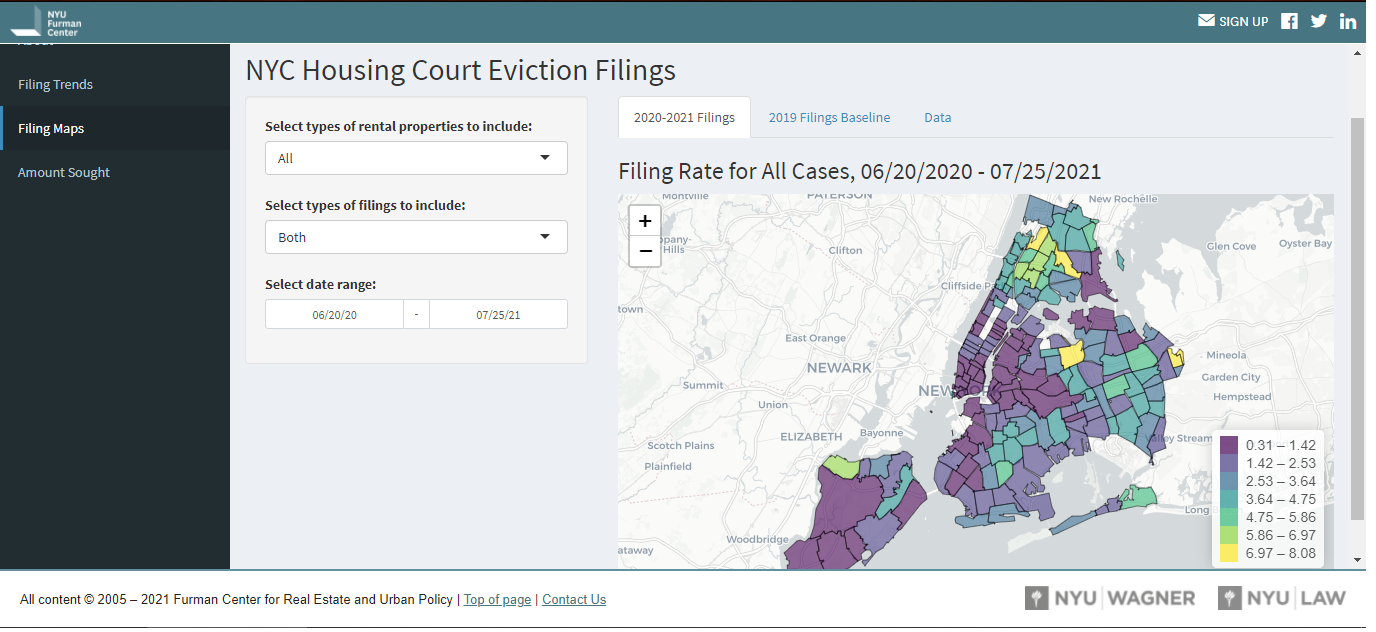 NYU
Furman
Center
SIGN UP
Filing Trends
Filing Maps
Amount Sought
NYC Housing Court Eviction Filings
Select types of rental properties to include:
All
Select types of filings to include:
Both
Select date range:
06/20/20 - 07/25/21
2020-2021 Filings
2019 Filings Baseline
Data
Filing Rate for All Cases, 06/20/2020 - 07/25/2021
+
−
Montville
PATERSON
New Rochelle
Hills
Clifton
Glen Cove
Oyster Bay
Cliffside
town
East Orange
NEWARK
Mineola
Garden City
Summit
NEW
Hempstead
Union
ELIZABETH
Bayonne
Scotch Plains
Valley Stream
Plainfield
Long
Woodbridge
ataway
0.31 – 1.42
1.42 – 2.53
2.53 – 3.64
3.64 – 4.75
4.75 – 5.86
5.86 – 6.97
6.97 – 8.08
All content © 2005 – 2021 Furman Center for Real Estate and Urban Policy | Top of page | Contact Us
NYU WAGNER
NYU LAW